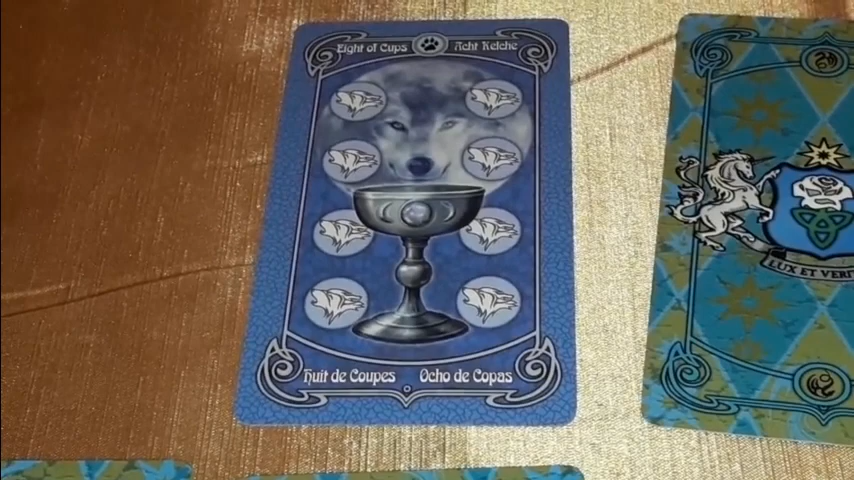 Eight of Cups
Acht Kelche
Huit de Coupes
Ocho de Copas
LUX ET VERI